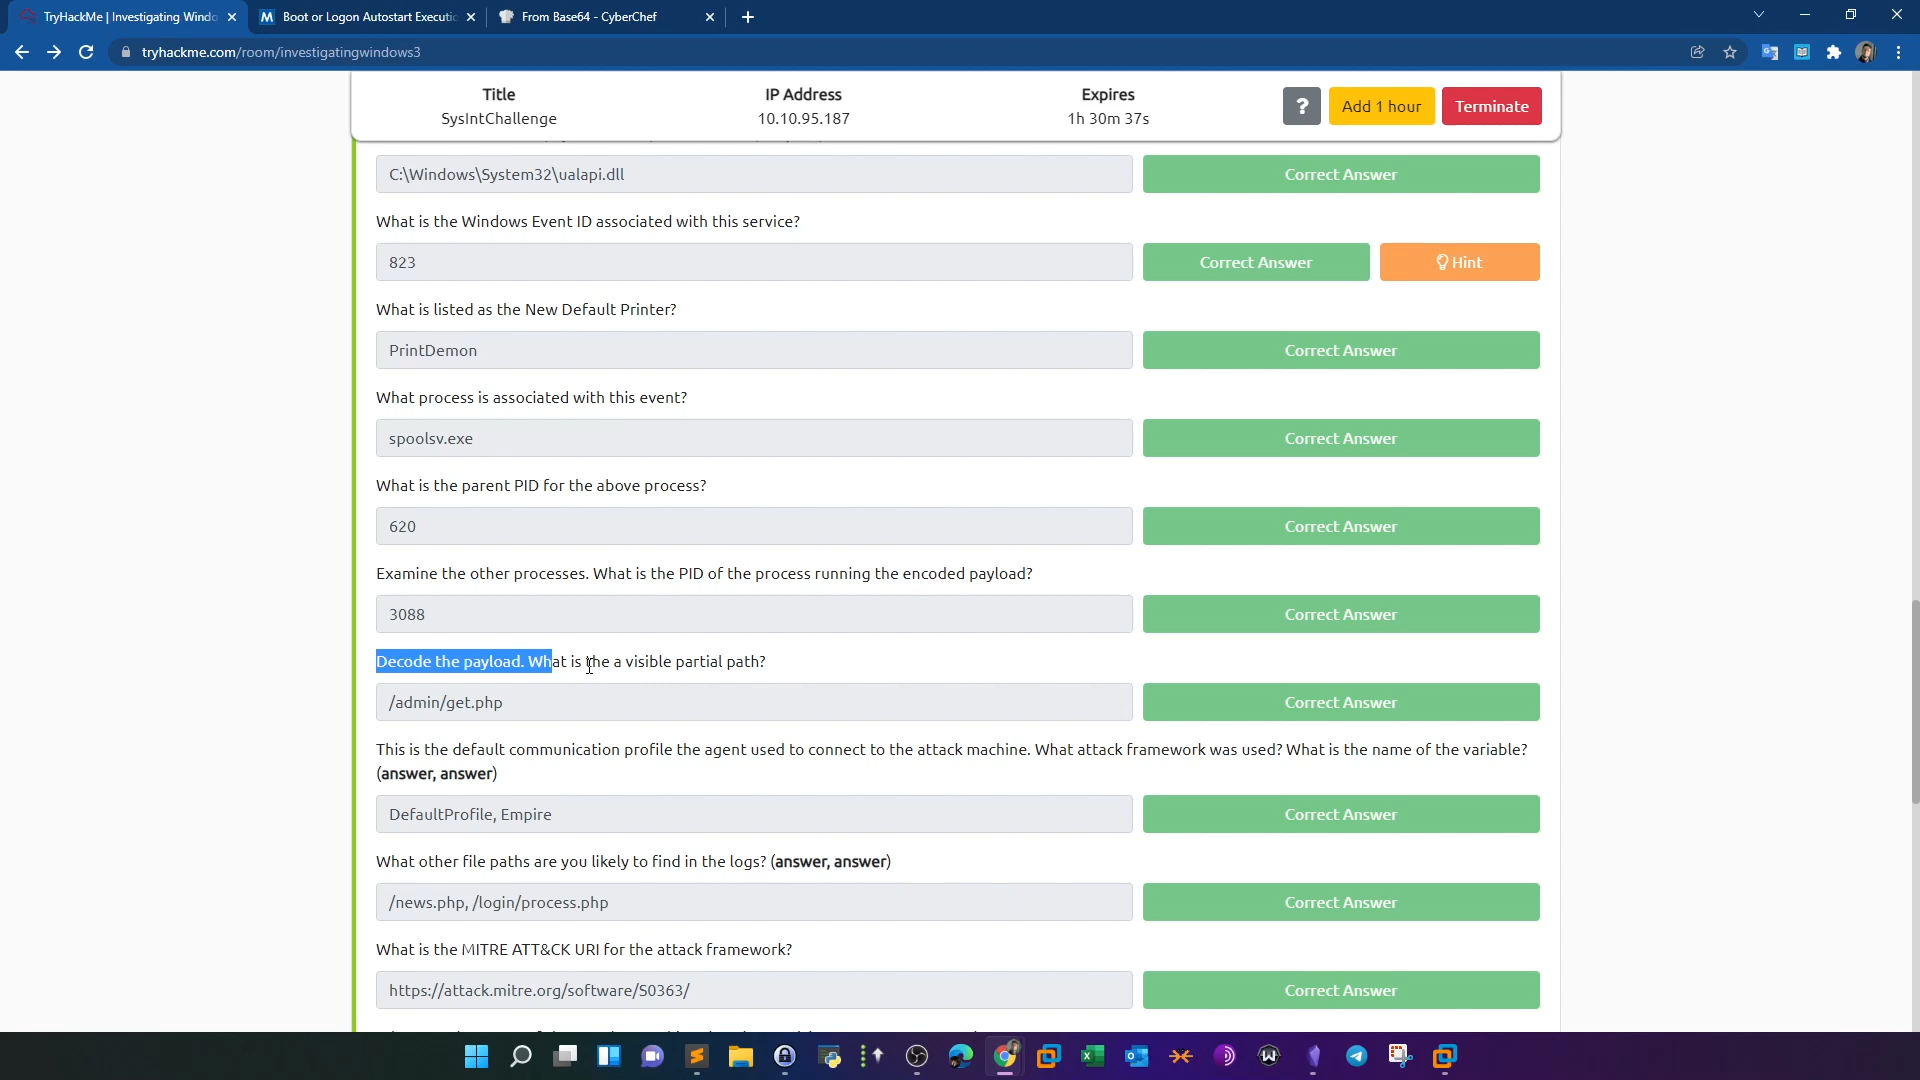 TryHackMe | Investigating Windo
Boot or Logon Autostart Executio
From Base64 - CyberChef
tryhackme.com/room/investigatingwindows3
Title
SysIntChallenge
IP Address
10.10.95.187
Expires
1h 30m 37s
?
Add 1 hour
Terminate
C:\Windows\System32\ualapi.dll
Correct Answer
What is the Windows Event ID associated with this service?
823
Correct Answer
Hint
What is listed as the New Default Printer?
PrintDemon
Correct Answer
What process is associated with this event?
spoolsv.exe
Correct Answer
What is the parent PID for the above process?
620
Correct Answer
Examine the other processes. What is the PID of the process running the encoded payload?
3088
Correct Answer
Decode the payload. What is the a visible partial path?
/admin/get.php
Correct Answer
This is the default communication profile the agent used to connect to the attack machine. What attack framework was used? What is the name of the variable?
(answer, answer)
DefaultProfile, Empire
Correct Answer
What other file paths are you likely to find in the logs? (answer, answer)
/news.php, /login/process.php
Correct Answer
What is the MITRE ATT&CK URI for the attack framework?
https://attack.mitre.org/software/S0363/
Correct Answer